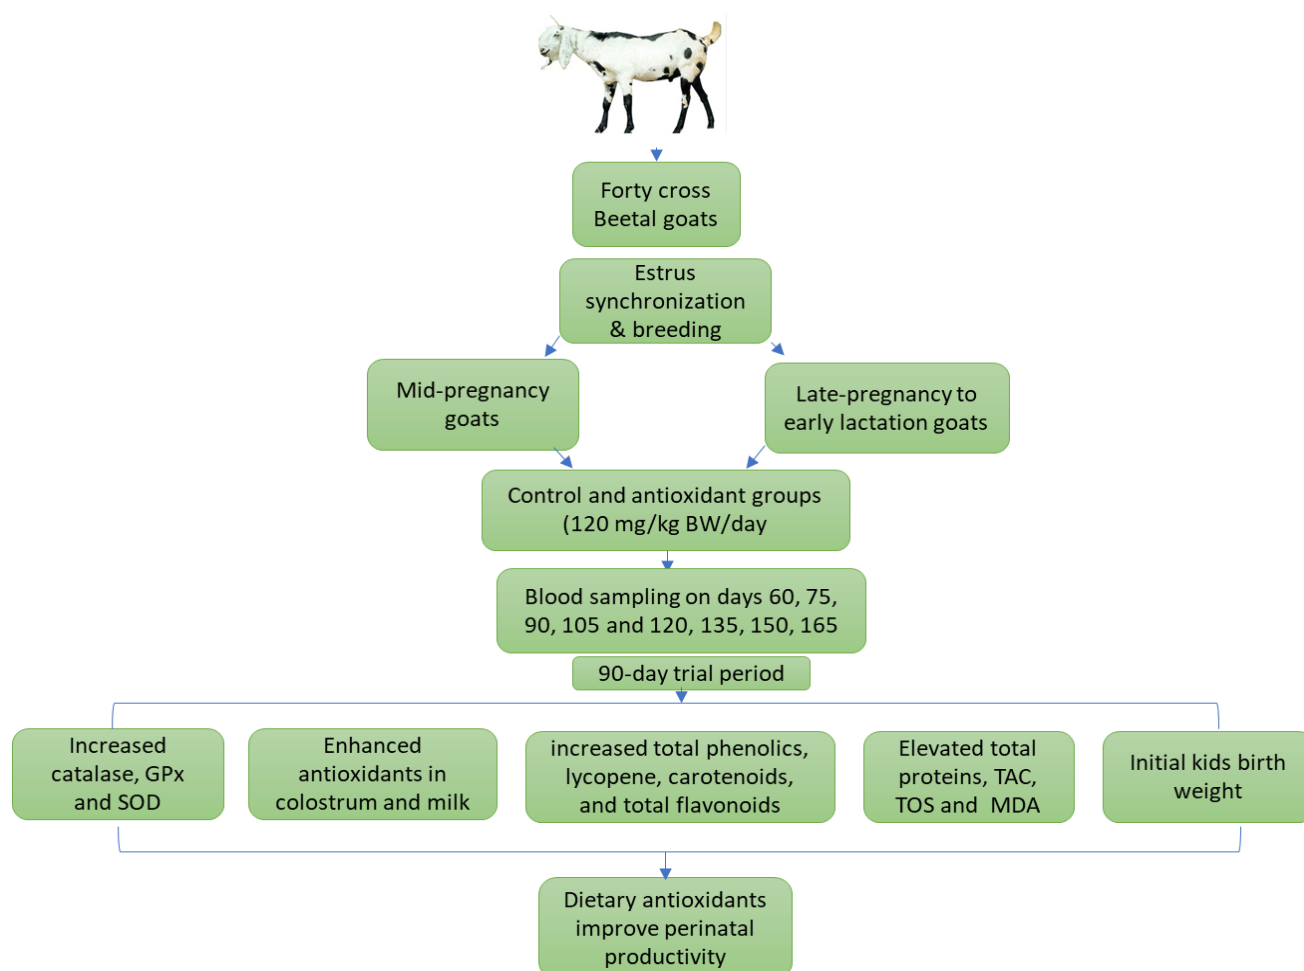 Forty cross
Beetal goats
Estrus
synchronization
& breeding
Mid-pregnancy
goats
Late-pregnancy to
early lactation goats
Control and antioxidant groups
(120 mg/kg BW/day
Blood sampling on days 60, 75,
90, 105 and 120, 135, 150, 165
90-day trial period
Increased
catalase, GPx
and SOD
Enhanced
antioxidants in
colostrum and milk
increased total phenolics,
lycopene, carotenoids,
and total flavonoids
Elevated total
proteins, TAC,
TOS and MDA
Initial kids birth
weight
Dietary antioxidants
improve perinatal
productivity